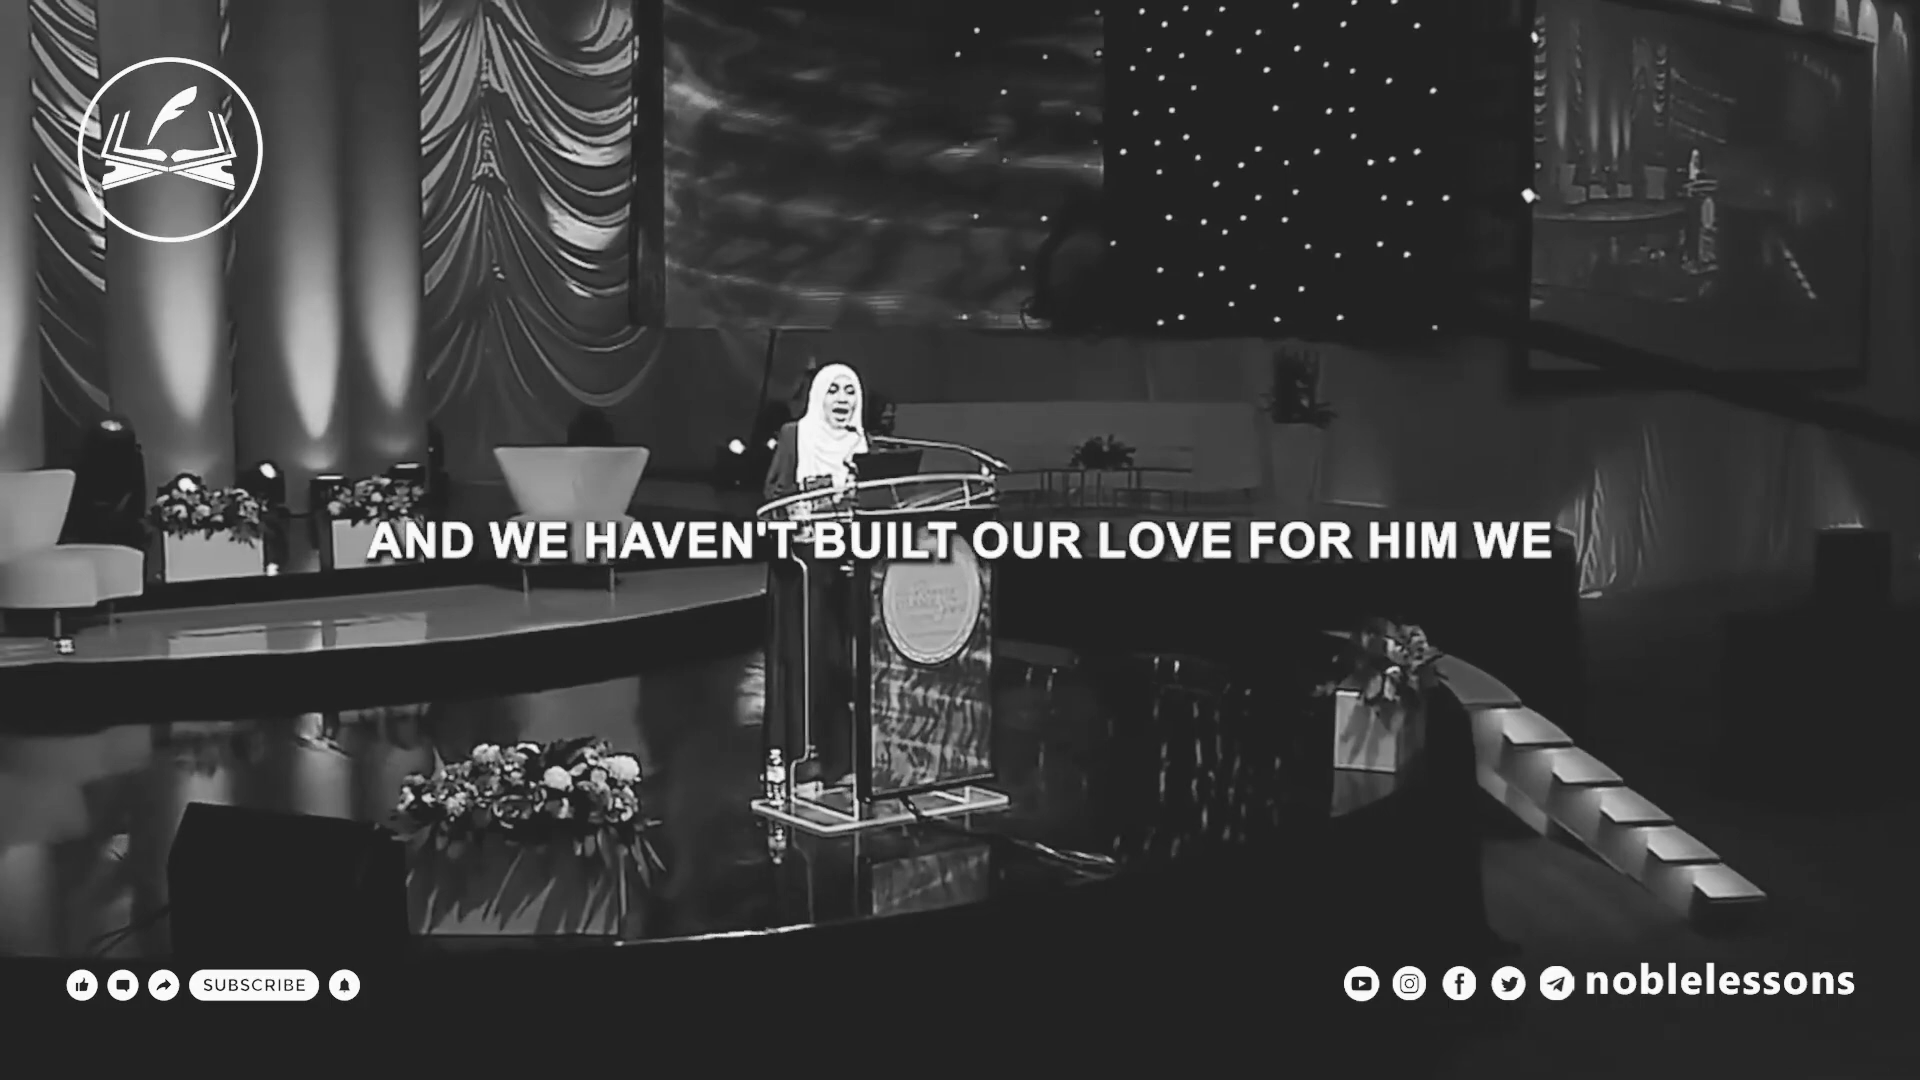 AND WE HAVEN'T BUILT OUR LOVE FOR HIM WE
SUBSCRIBE
noblelessons